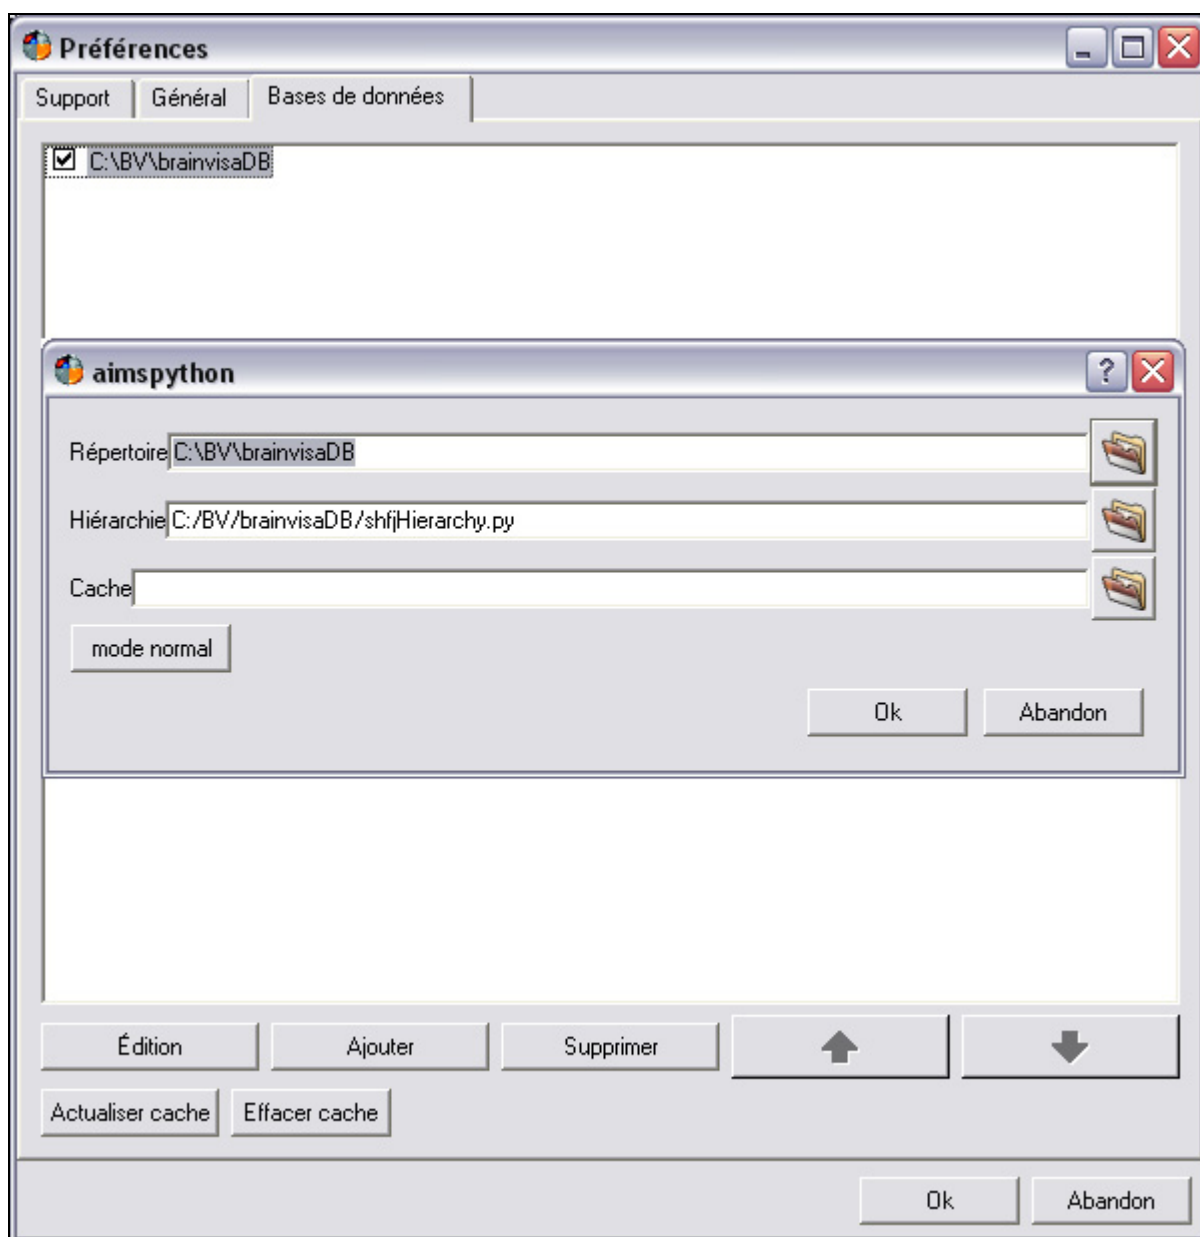 Préférences
Support Général Bases de données
C:\BV\brainvisaDB
aimspython
Répertoire C:\BV\brainvisaDB
Hiérarchie C:/BV/brainvisaDB/shfjHierarchy.py
Cache
mode normal
Ok Abandon
Édition Ajouter Supprimer
Actualiser cache Effacer cache
Ok Abandon